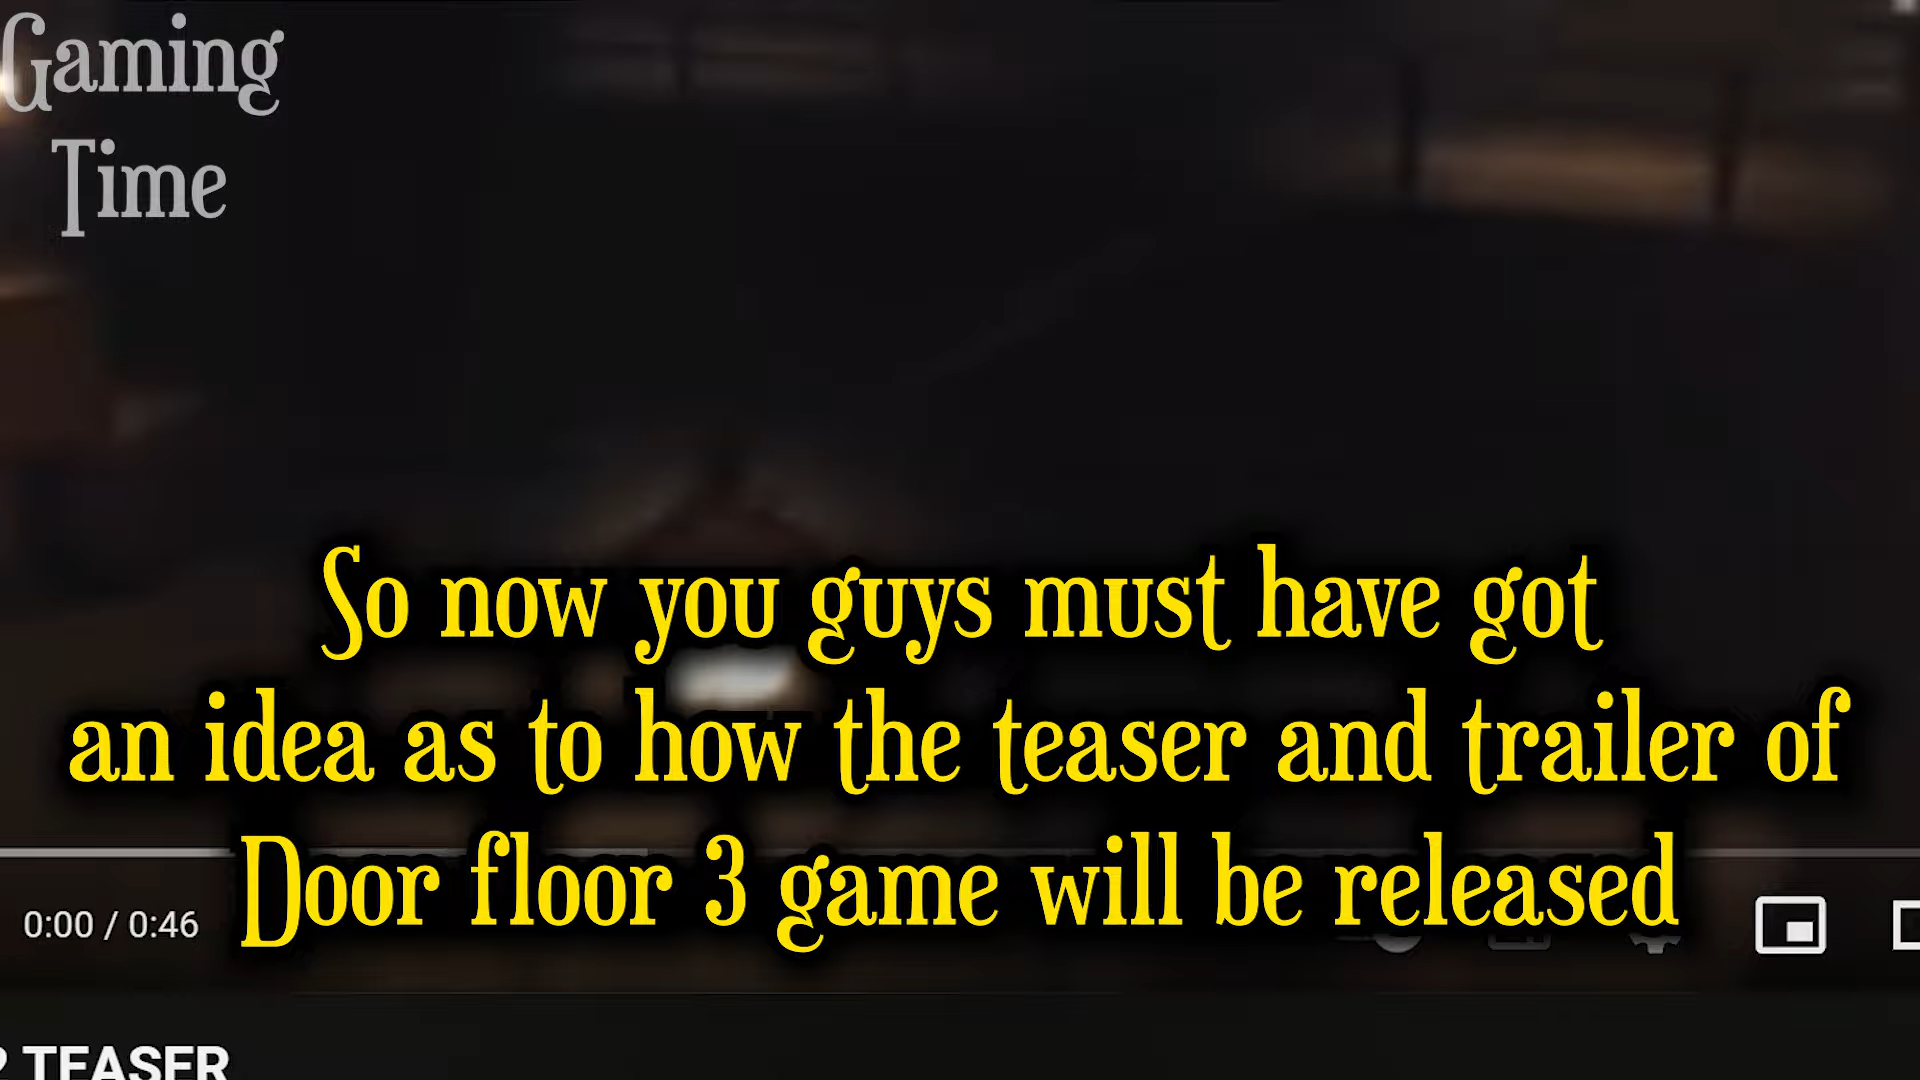 Gaming
Time
So now you guys must have got
an idea as to how the teaser and trailer of
Door floor 3 game will be released
0:00 / 0:46
TEASER